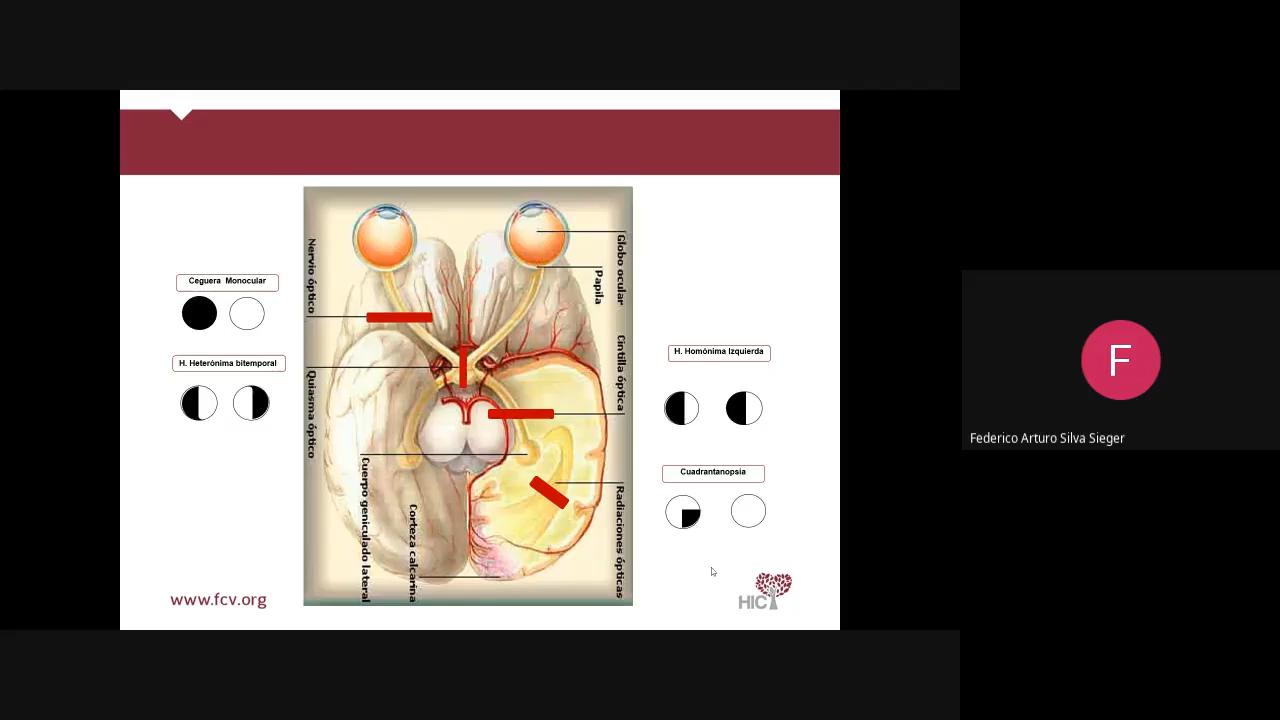 Ceguera Monocular
H. Heterónima bitemporal
Nervio óptico
Quiasma óptico
Cuerpo geniculado lateral
Corteza calcarina
Globo ocular
Papila
Cintilla óptica
Radiaciones ópticas
H. Homónima Izquierda
Cuadrantanopsia
www.fcv.org
HIC
F
Federico Arturo Silva Sieger